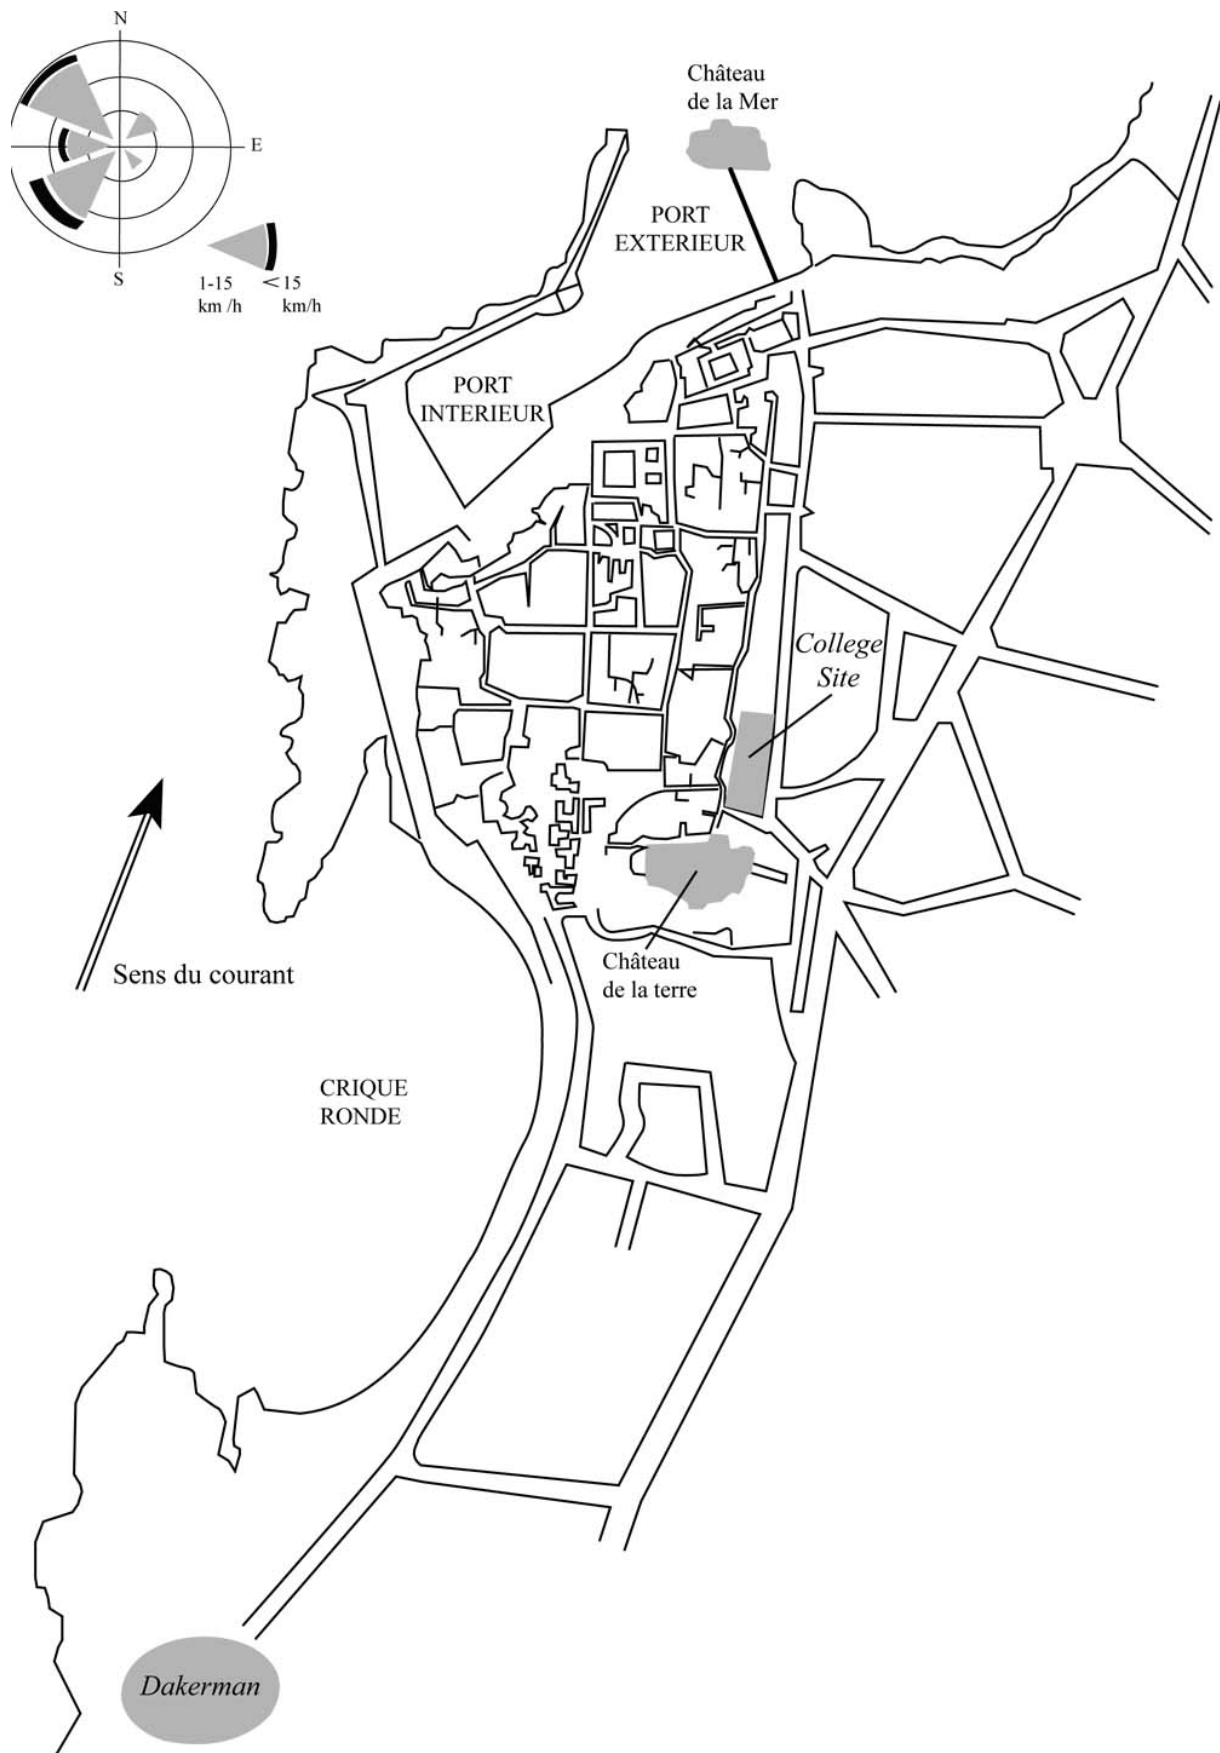 N
E
S
1-15
km /h
< 15
km/h
Château
de la Mer
PORT
EXTERIEUR
PORT
INTERIEUR
College
Site
Sens du courant
Château
de la terre
CRIQUE
RONDE
Dakerman